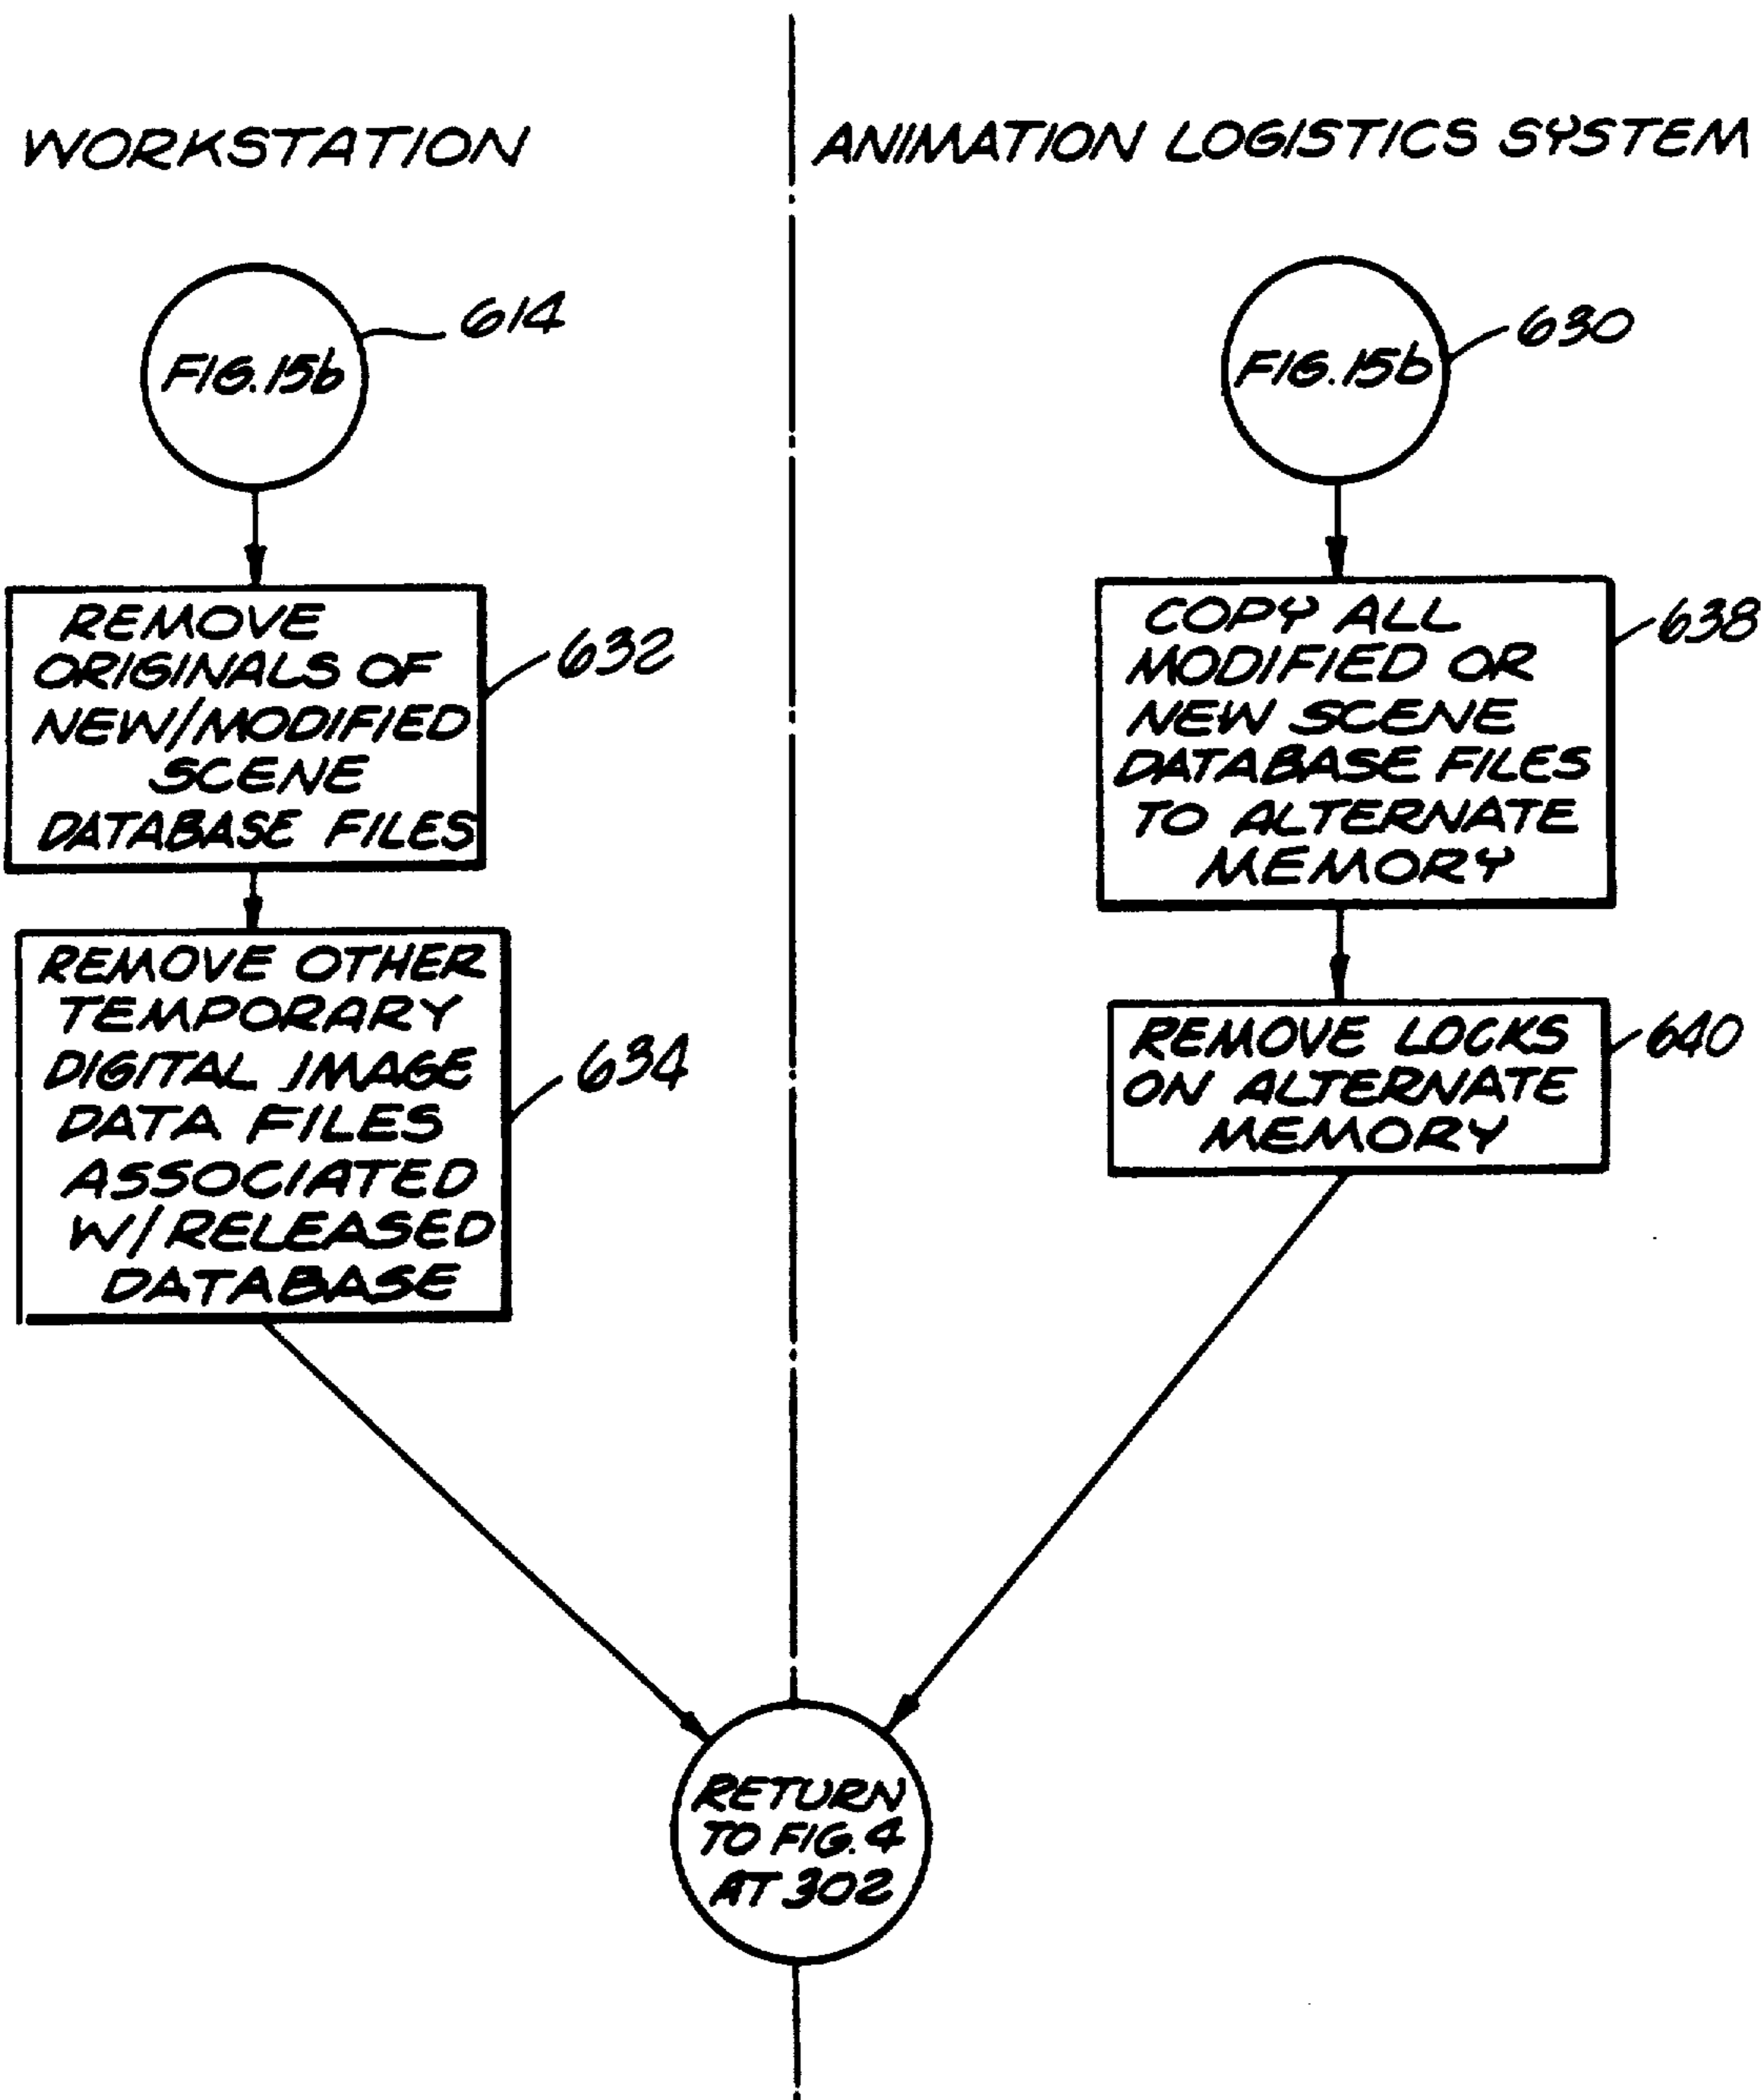 WORKSTATION
ANIMATION LOGISTICS SYSTEM
FIG. 15b
614
REMOVE
ORIGINALS OF
NEW/MODIFIED
SCENE
DATABASE FILES
632
REMOVE OTHER
TEMPORARY
DIGITAL IMAGE
DATA FILES
ASSOCIATED
W/RELEASED
DATABASE
634
FIG. 15b
630
COPY ALL
MODIFIED OR
NEW SCENE
DATABASE FILES
TO ALTERNATE
MEMORY
638
REMOVE LOCKS
ON ALTERNATE
MEMORY
640
RETURN
TO FIG. 4
AT 302